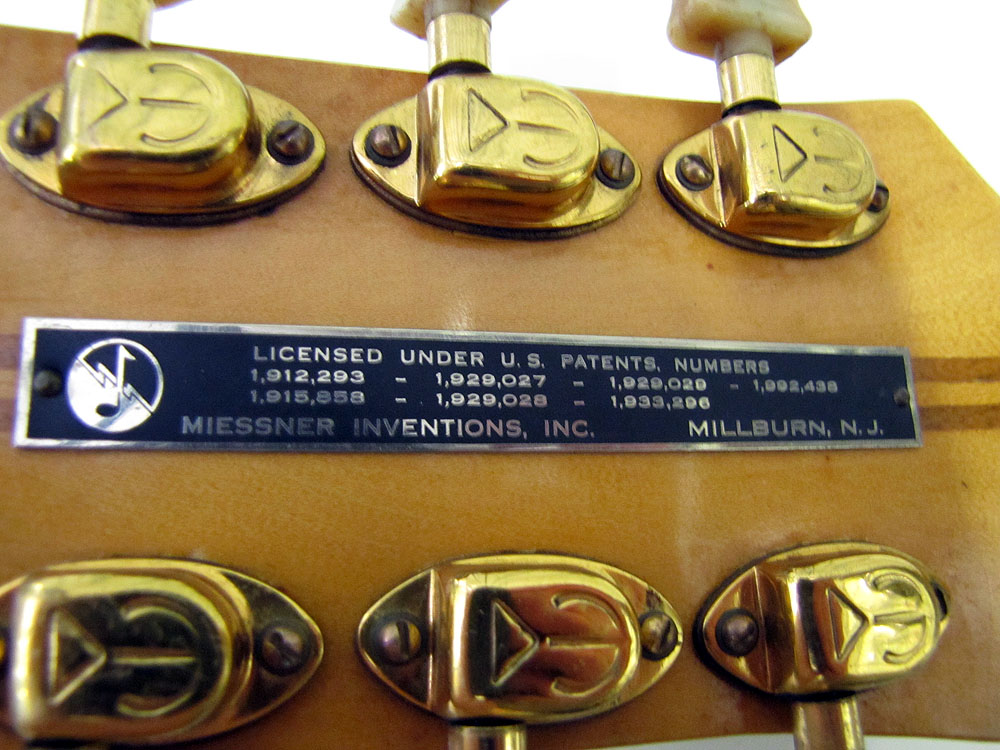 LICENSED UNDER U.S. PATENTS, NUMBERS
1,912,293 – 1,929,027 – 1,929,029 – 1,992,438
1,915,858 – 1,929,028 – 1,933,296
MIESSNER INVENTIONS, INC. MILLBURN, N.J.